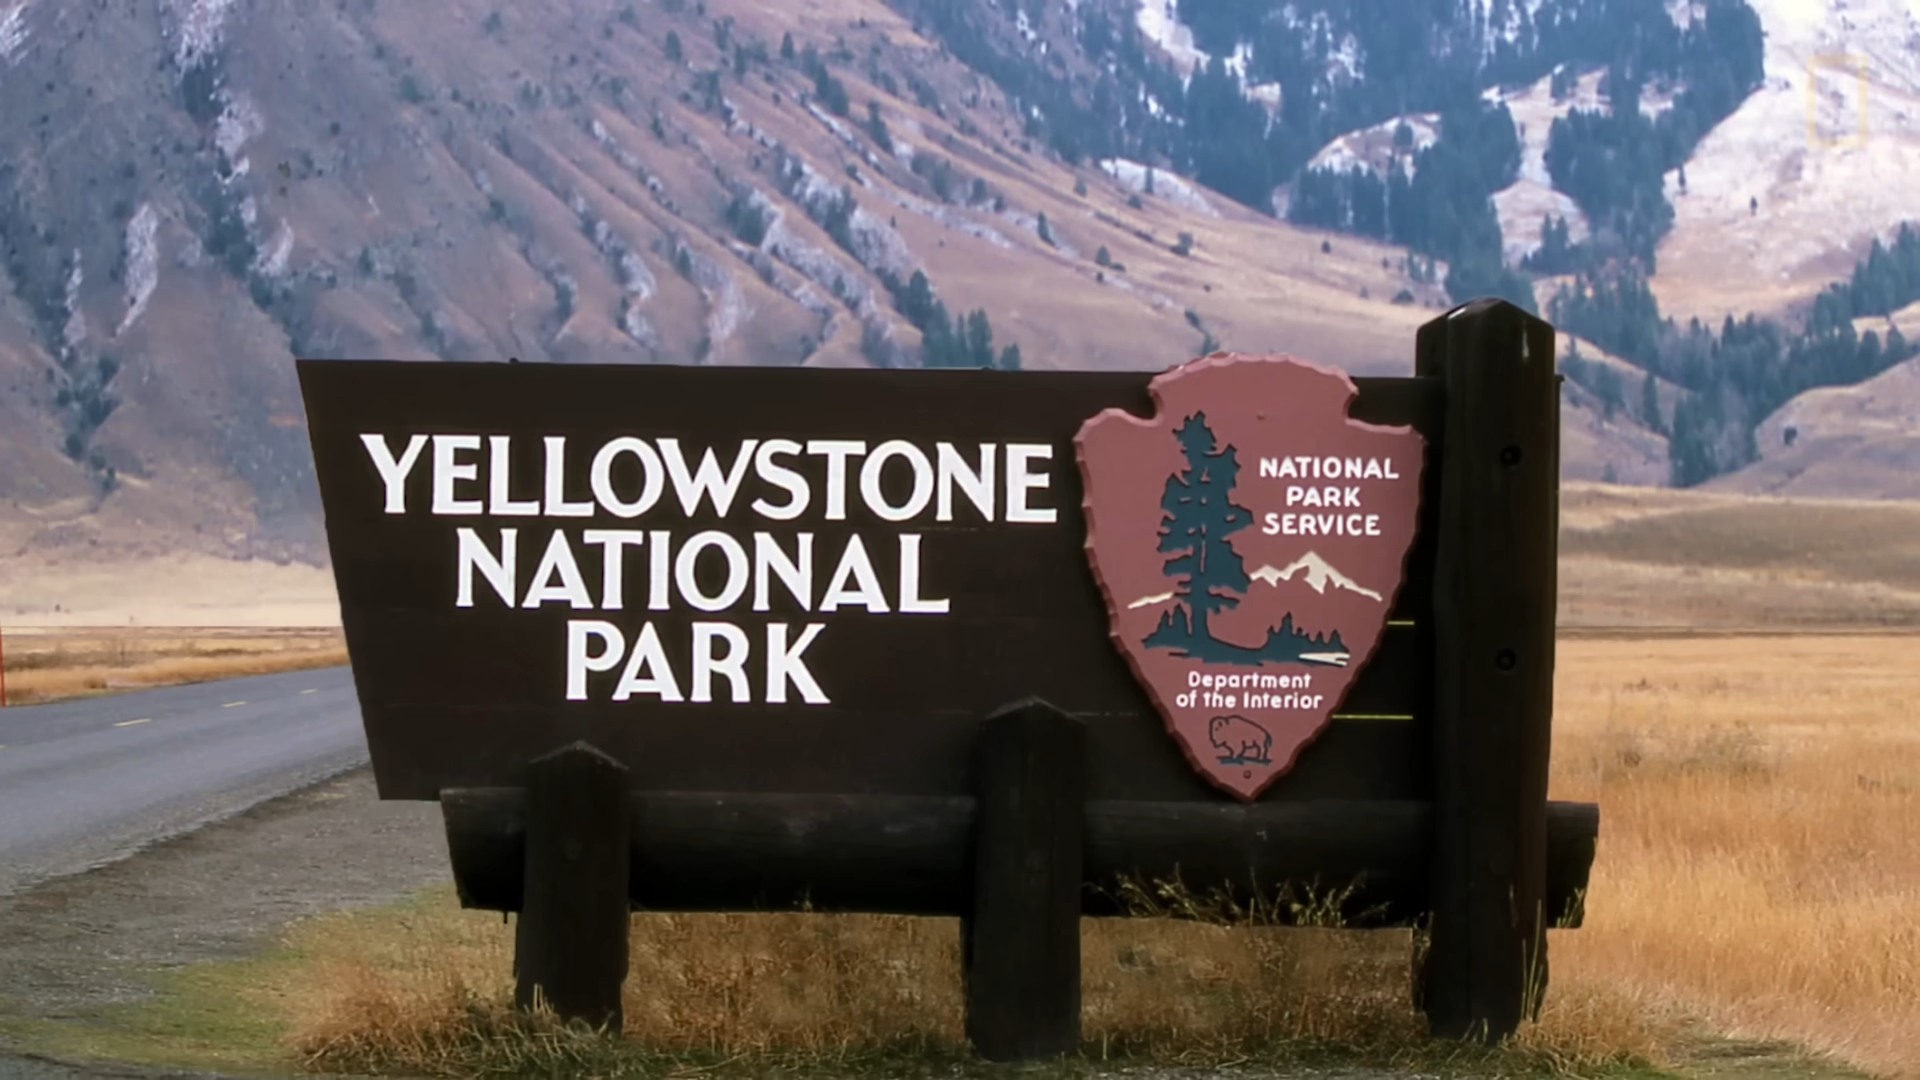 YELLOWSTONE
NATIONAL
PARK
NATIONAL
PARK
SERVICE
Department
of the Interior